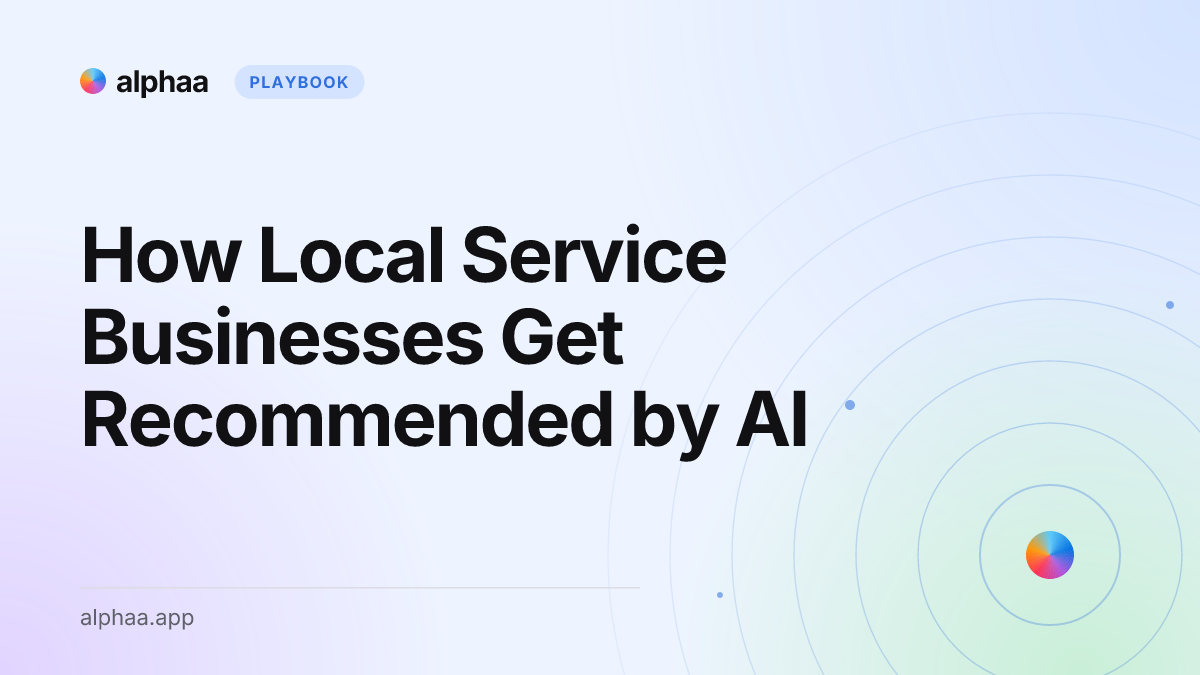 alphaa PLAYBOOK
How Local Service
Businesses Get
Recommended by AI
alphaa.app